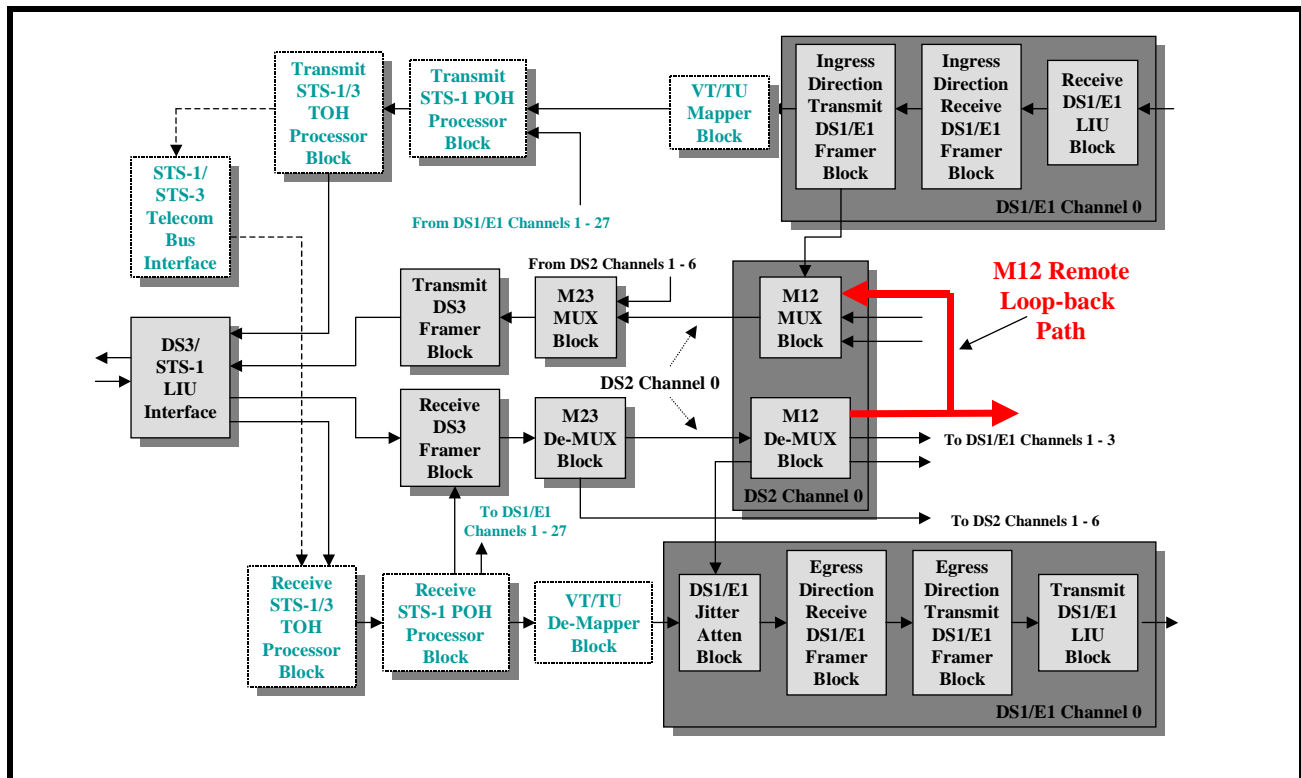 Transmit
STS-1/3
TOH
Processor
Block
Transmit
STS-1 POH
Processor
Block
VT/TU
Mapper
Block
Ingress
Direction
Transmit
DS1/E1
Framer
Block
Ingress
Direction
Receive
DS1/E1
Framer
Block
Receive
DS1/E1
LIU
Block
DS1/E1 Channel 0
STS-1/
STS-3
Telecom
Bus
Interface
From DS1/E1 Channels 1 - 27
From DS2 Channels 1 - 6
Transmit
DS3
Framer
Block
M23
MUX
Block
M12
MUX
Block
M12 Remote
Loop-back
Path
DS3/
STS-1
LIU
Interface
DS2 Channel 0
Receive
DS3
Framer
Block
M23
De-MUX
Block
M12
De-MUX
Block
To DS1/E1 Channels 1 - 3
DS2 Channel 0
To DS1/E1
Channels 1 - 27
To DS2 Channels 1 - 6
Receive
STS-1/3
TOH
Processor
Block
Receive
STS-1 POH
Processor
Block
VT/TU
De-Mapper
Block
DS1/E1
Jitter
Atten
Block
Egress
Direction
Receive
DS1/E1
Framer
Block
Egress
Direction
Transmit
DS1/E1
Framer
Block
Transmit
DS1/E1
LIU
Block
DS1/E1 Channel 0